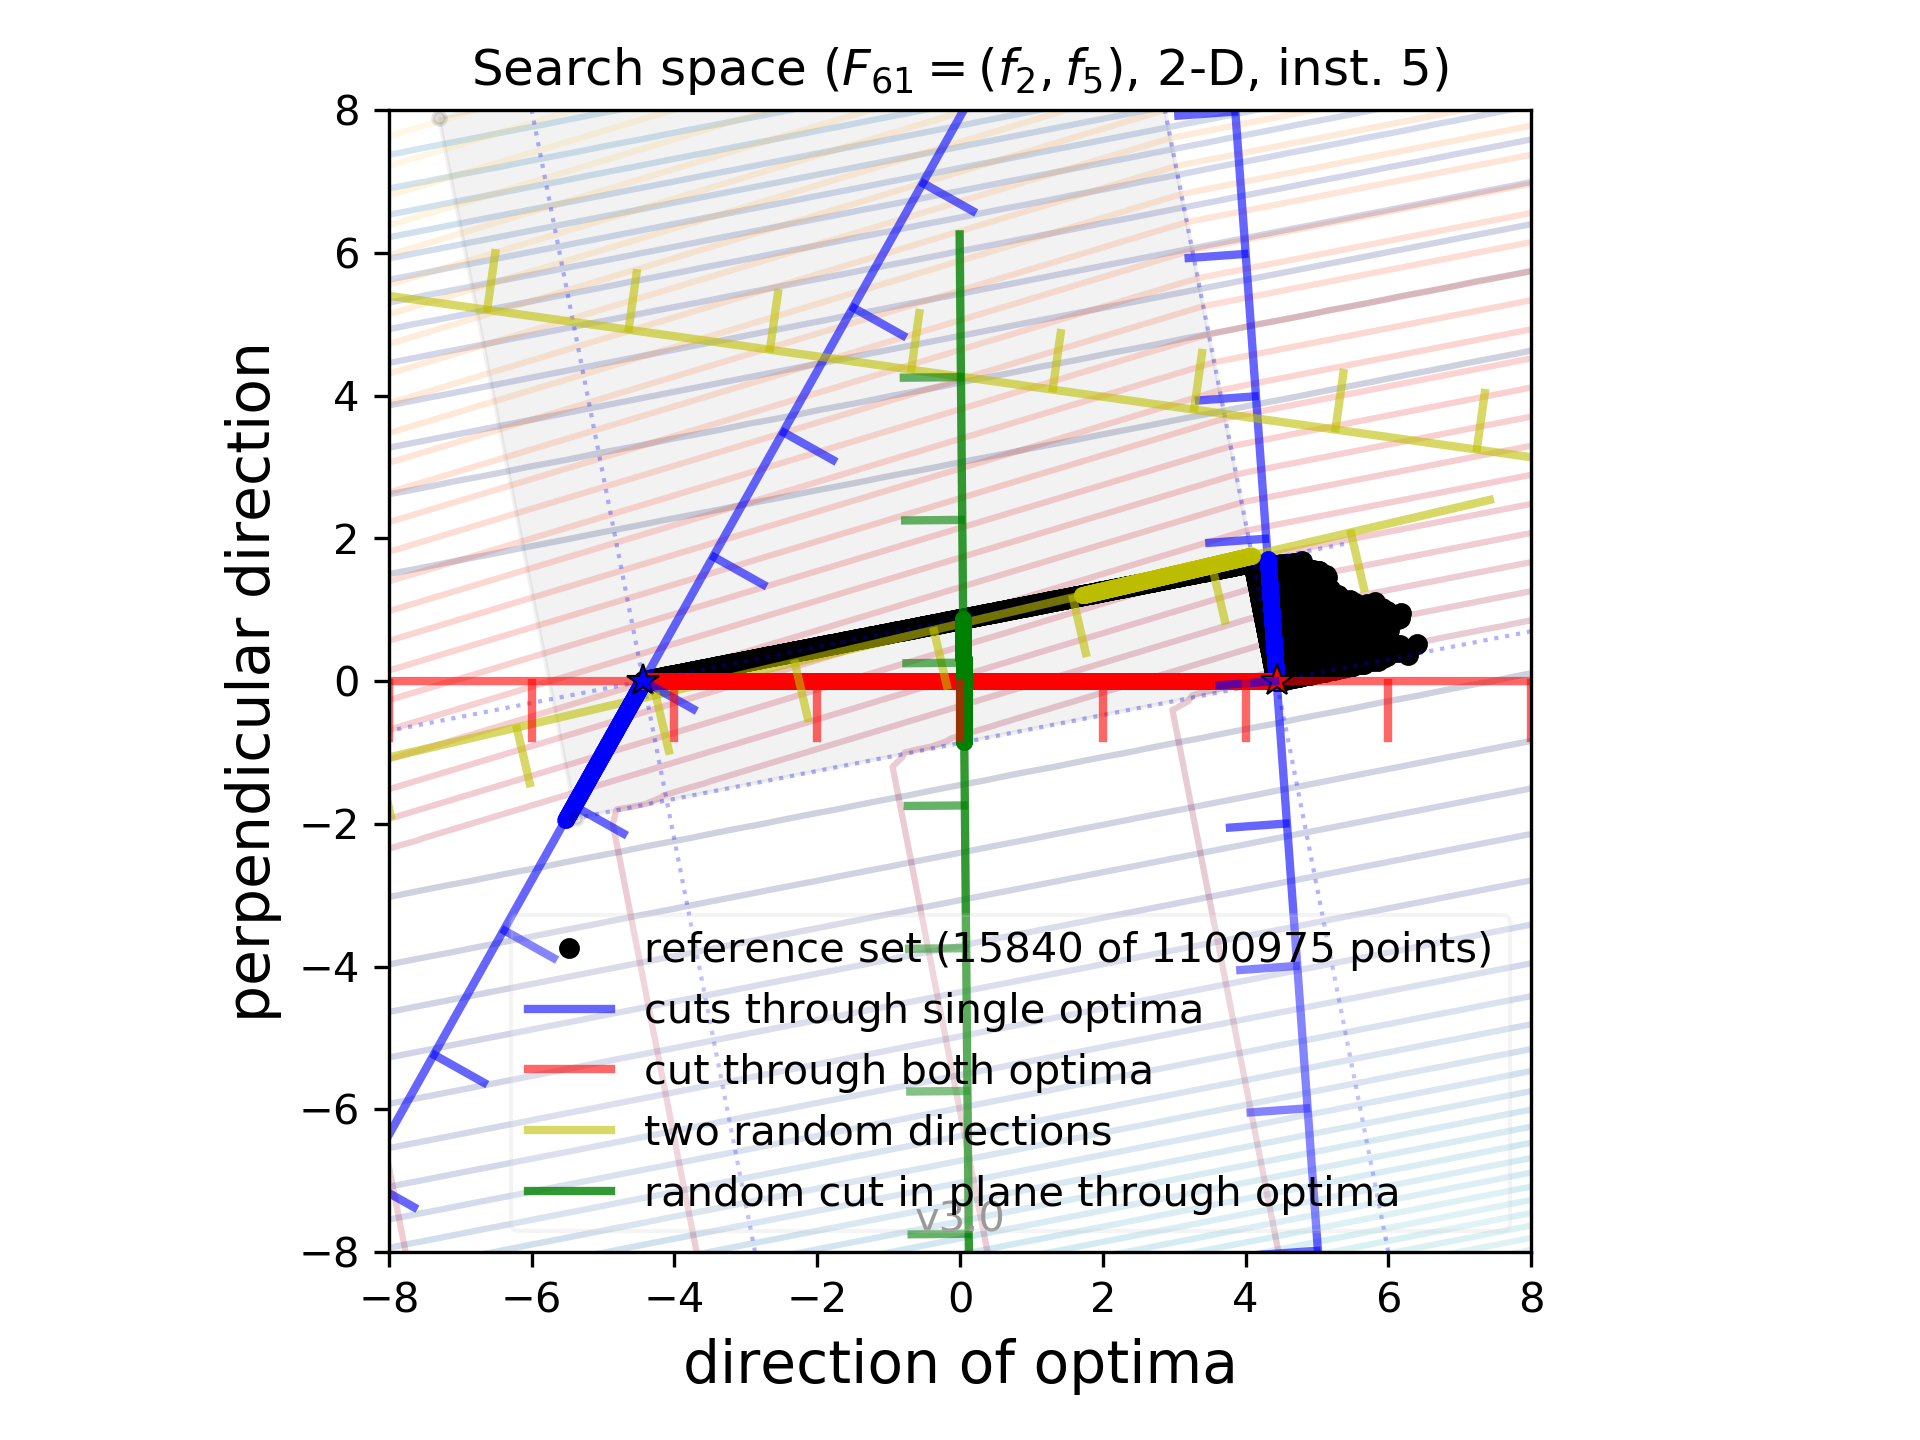 Search space (F₆₁ = (f₂, f₅), 2-D, inst. 5)
8
6
4
2
0
−2
−4
−6
−8
perpendicular direction
reference set (15840 of 1100975 points)
cuts through single optima
cut through both optima
two random directions
random cut in plane through optima
v3.0
−8 −6 −4 −2 0 2 4 6 8
direction of optima